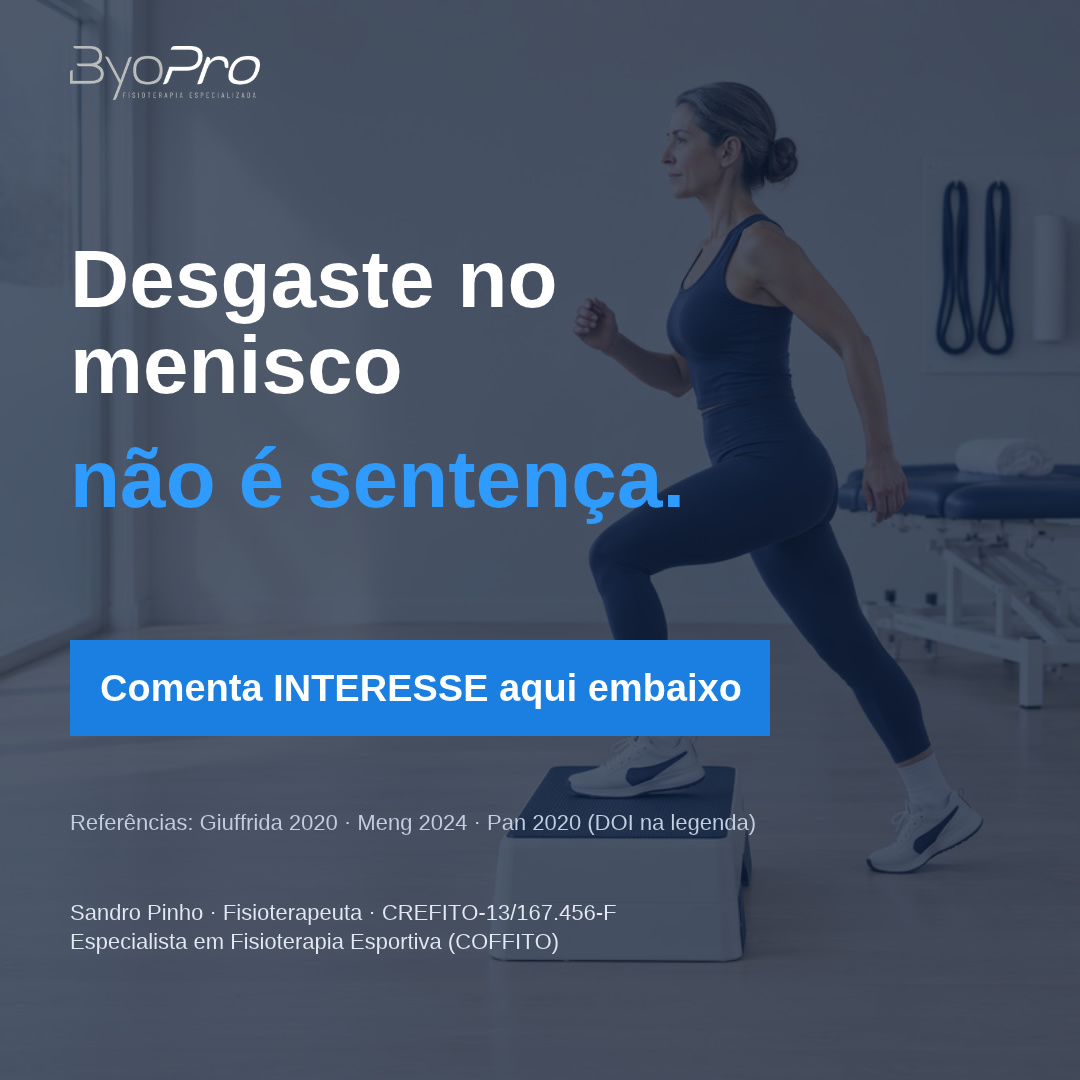 ByoPro
FISIOTERAPIA ESPECIALIZADA
Desgaste no
menisco
não é sentença.
Comenta INTERESSE aqui embaixo
Referências: Giuffrida 2020 · Meng 2024 · Pan 2020 (DOI na legenda)
Sandro Pinho · Fisioterapeuta · CREFITO-13/167.456-F
Especialista em Fisioterapia Esportiva (COFFITO)